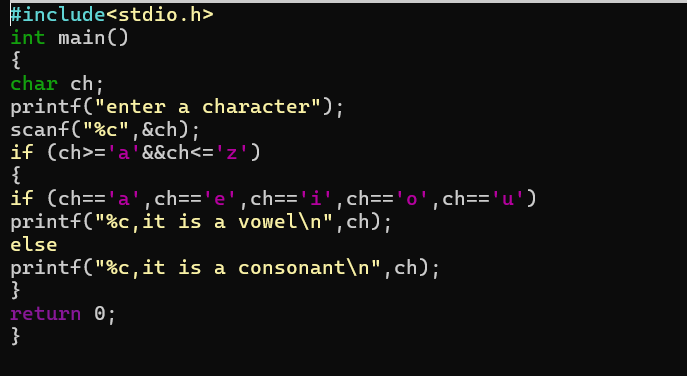 #include<stdio.h>
int main()
{
char ch;
printf("enter a character");
scanf("%c",&ch);
if (ch>='a'&&ch<='z')
{
if (ch=='a',ch=='e',ch=='i',ch=='o',ch=='u')
printf("%c,it is a vowel\n",ch);
else
printf("%c,it is a consonant\n",ch);
}
return 0;
}